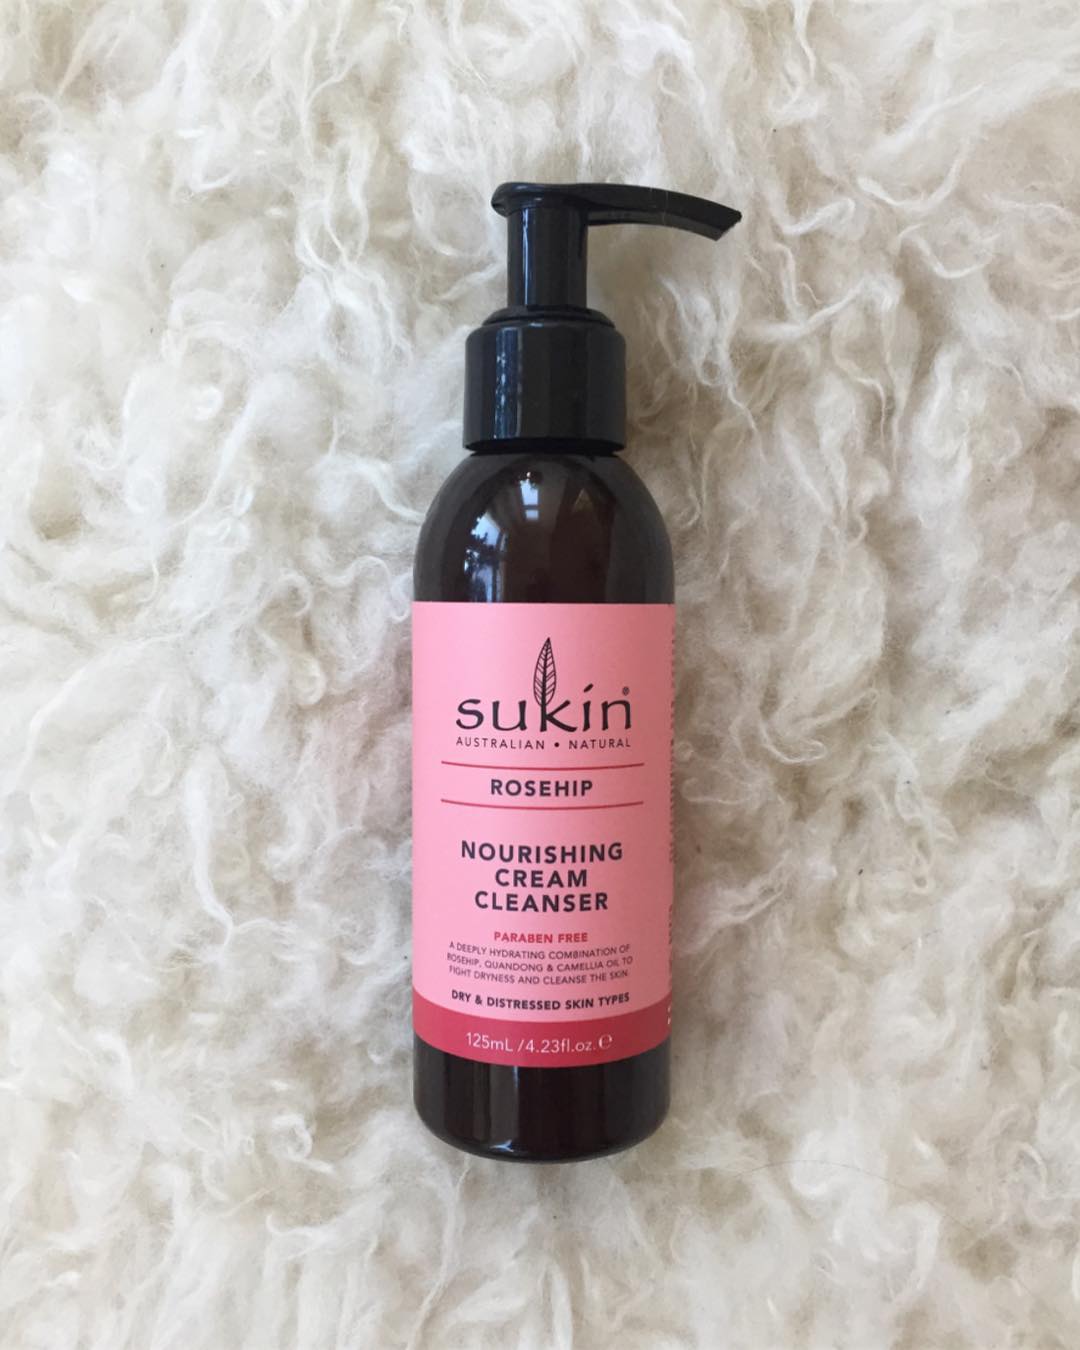 sukin®
AUSTRALIAN • NATURAL
ROSEHIP
NOURISHING
CREAM
CLEANSER
PARABEN FREE
A DEEPLY HYDRATING COMBINATION OF
ROSEHIP, QUANDONG & CAMELLIA OIL TO
FIGHT DRYNESS AND CLEANSE THE SKIN.
DRY & DISTRESSED SKIN TYPES
125mL /4.23fl.oz.℮